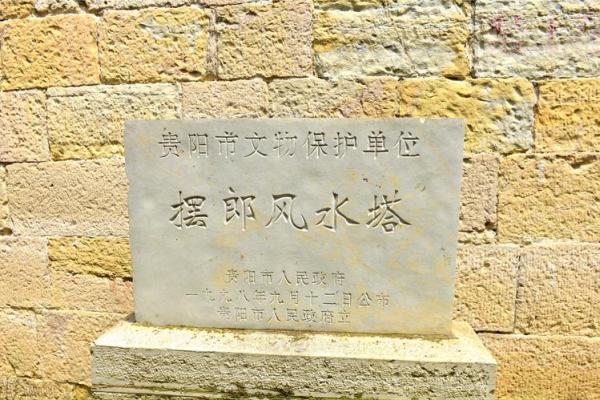 贵阳市文物保护单位
摆郎风水塔
贵阳市人民政府
一九九八年九月十二日公布
贵阳市人民政府立